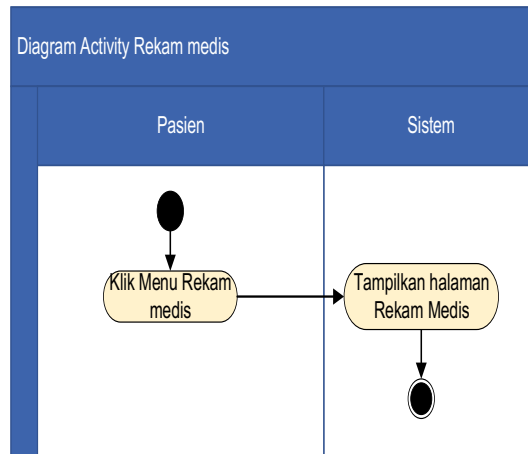 Diagram Activity Rekam medis
Pasien
Sistem
Klik Menu Rekam
medis
Tampilkan halaman
Rekam Medis